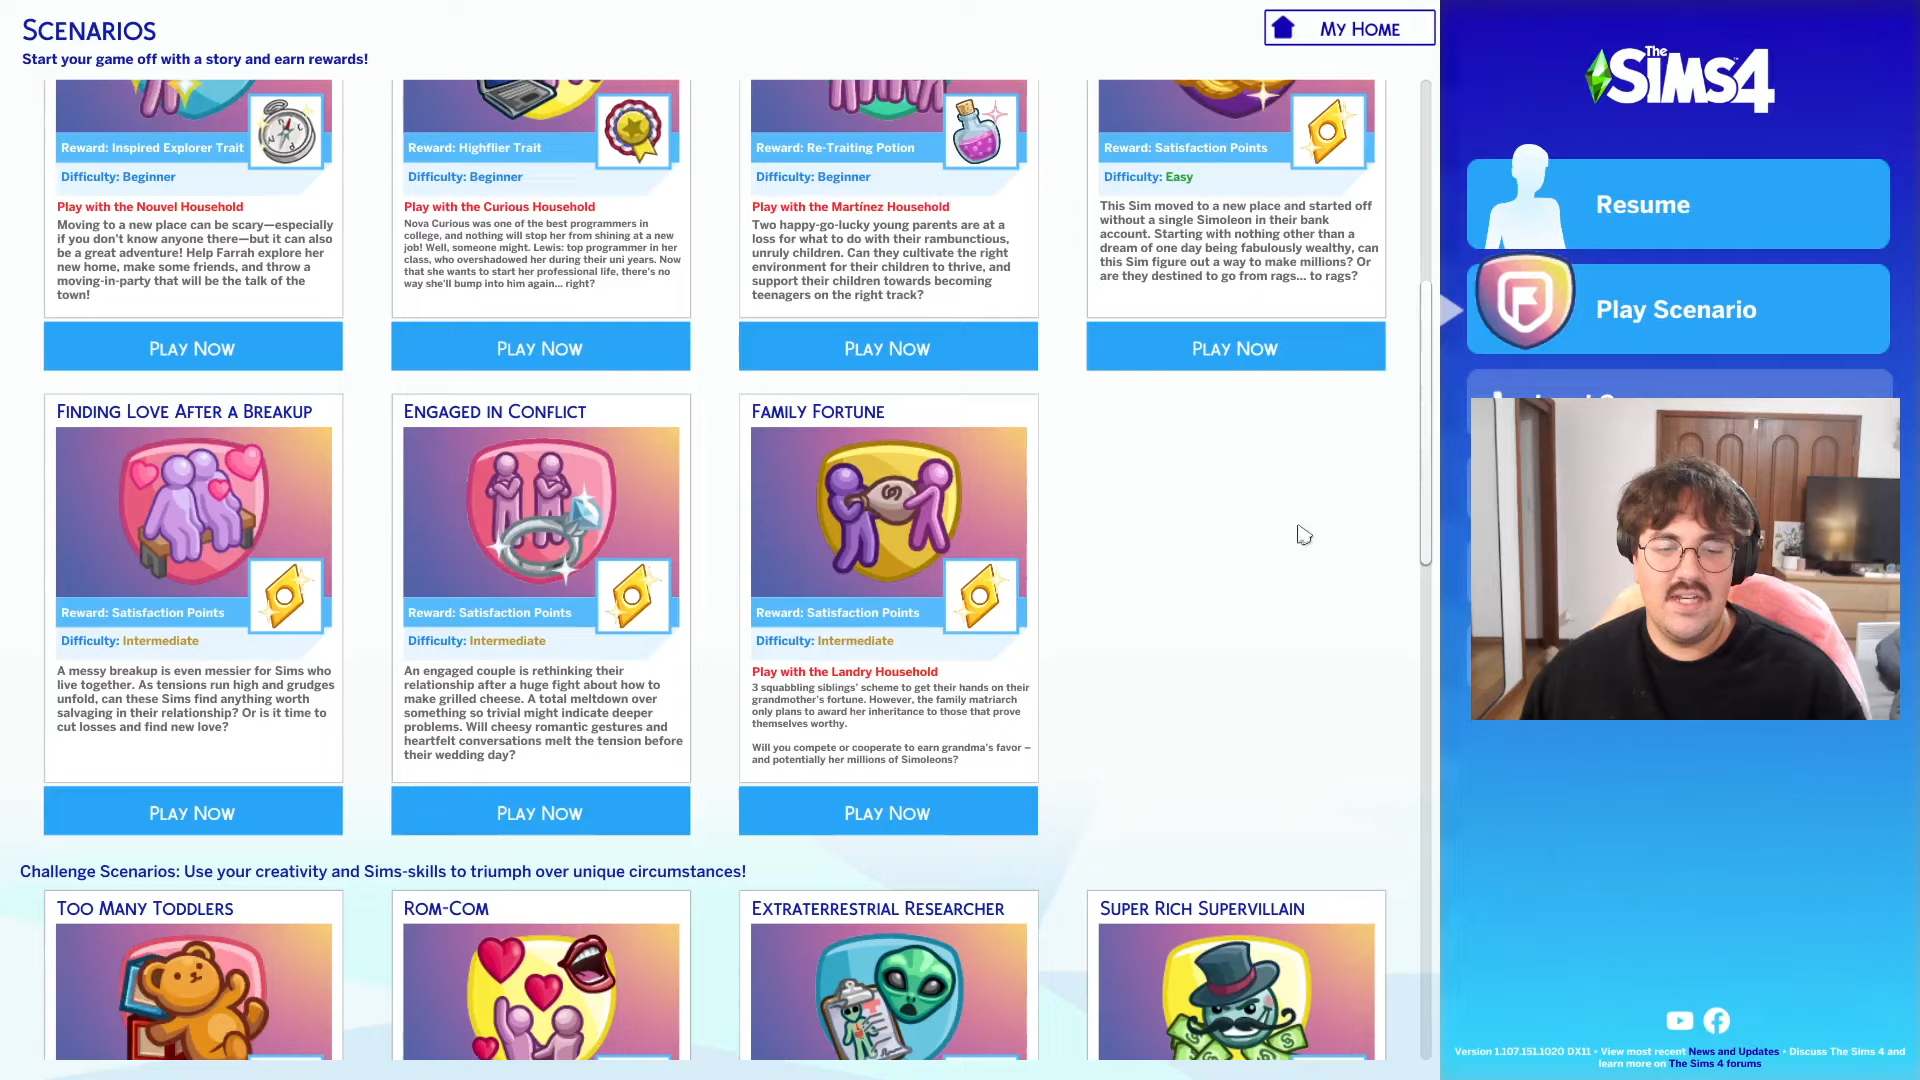 SCENARIOS
Start your game off with a story and earn rewards!
MY HOME
Reward: Inspired Explorer Trait
Difficulty: Beginner
Play with the Nouvel Household
Moving to a new place can be scary—especially
if you don't know anyone there—but it can also
be a great adventure! Help Farrah explore her
new home, make some friends, and throw a
moving-in-party that will be the talk of the
town!
PLAY NOW
Reward: Highflier Trait
Difficulty: Beginner
Play with the Curious Household
Nova Curious was one of the best programmers in
college, and nothing will stop her from shining at a new
job! Well, someone might. Lewis: top programmer in her
class, who overshadowed her during their uni years. Now
that she wants to start her professional life, there's no
way she'll bump into him again... right?
PLAY NOW
Reward: Re-Traiting Potion
Difficulty: Beginner
Play with the Martínez Household
Two happy-go-lucky young parents are at a
loss for what to do with their rambunctious,
unruly children. Can they cultivate the right
environment for their children to thrive, and
support their children towards becoming
teenagers on the right track?
PLAY NOW
Reward: Satisfaction Points
Difficulty: Easy
This Sim moved to a new place and started off
without a single Simoleon in their bank
account. Starting with nothing other than a
dream of one day being fabulously wealthy, can
this Sim figure out a way to make millions? Or
are they destined to go from rags... to rags?
PLAY NOW
FINDING LOVE AFTER A BREAKUP
Reward: Satisfaction Points
Difficulty: Intermediate
A messy breakup is even messier for Sims who
live together. As tensions run high and grudges
unfold, can these Sims find anything worth
salvaging in their relationship? Or is it time to
cut losses and find new love?
PLAY NOW
ENGAGED IN CONFLICT
Reward: Satisfaction Points
Difficulty: Intermediate
An engaged couple is rethinking their
relationship after a huge fight about how to
make grilled cheese. A total meltdown over
something so trivial might indicate deeper
problems. Will cheesy romantic gestures and
heartfelt conversations melt the tension before
their wedding day?
PLAY NOW
FAMILY FORTUNE
Reward: Satisfaction Points
Difficulty: Intermediate
Play with the Landry Household
3 squabbling siblings' scheme to get their hands on their
grandmother's fortune. However, the family matriarch
only plans to award her inheritance to those that prove
themselves worthy.
Will you compete or cooperate to earn grandma's favor –
and potentially her millions of Simoleons?
PLAY NOW
Challenge Scenarios: Use your creativity and Sims-skills to triumph over unique circumstances!
TOO MANY TODDLERS
ROM-COM
EXTRATERRESTRIAL RESEARCHER
SUPER RICH SUPERVILLAIN
The SIMS 4
Resume
Play Scenario
Version 1.107.151.1020 DX11 • View most recent News and Updates • Discuss The Sims 4 and
learn more on The Sims 4 forums